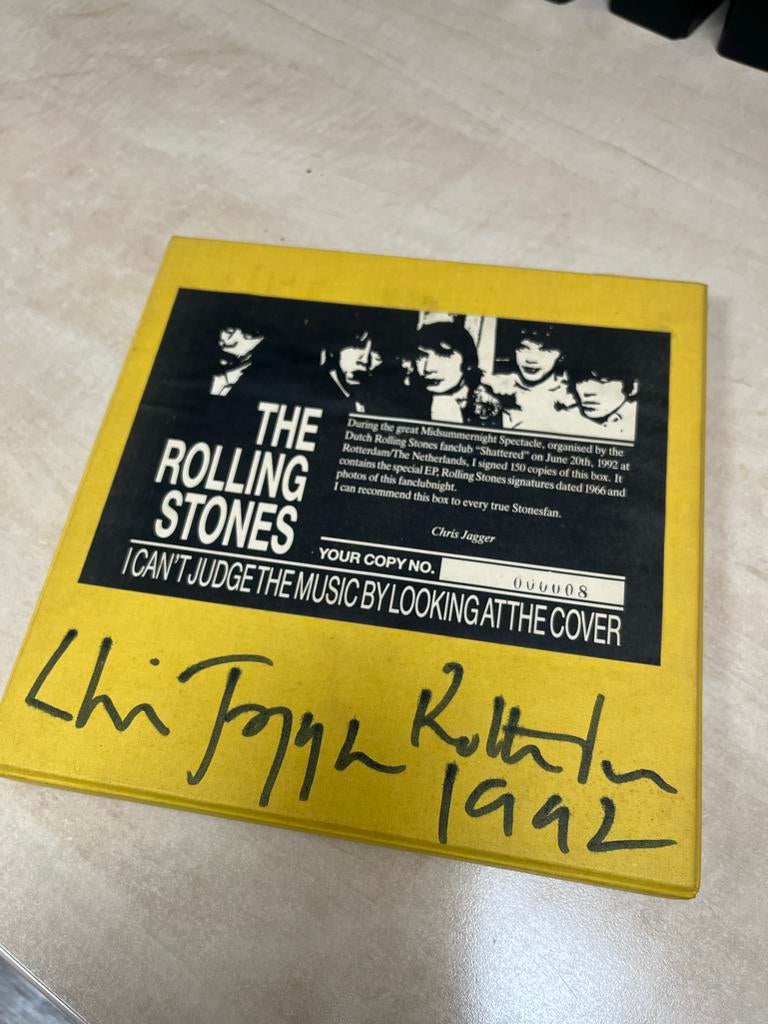 THE
ROLLING
STONES
During the great Midsummernight Spectacle, organised by the
Dutch Rolling Stones fanclub "Shattered" on June 20th, 1992 at
Rotterdam/The Netherlands, I signed 150 copies of this box. It
contains the special EP, Rolling Stones signatures dated 1966 and
photos of this fanclubnight.
I can recommend this box to every true Stonesfan.
Chris Jagger
YOUR COPY NO. 000008
I CAN'T JUDGE THE MUSIC BY LOOKING AT THE COVER
Chris Jagger Rotterdam
1992